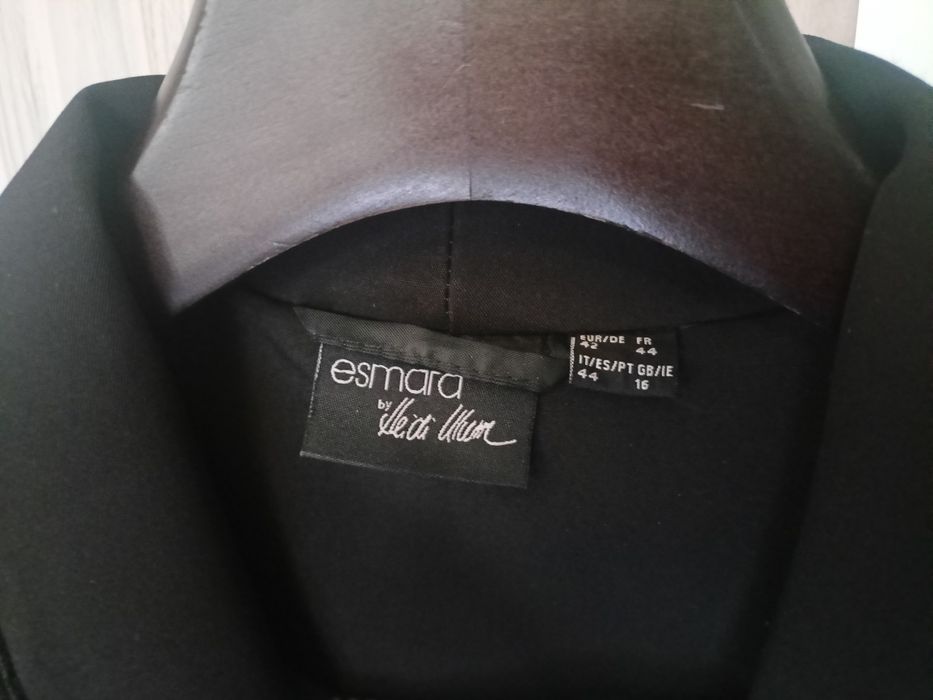 esmara
by Heidi Klum
EUR/DE FR
42 44
IT/ES/PT GB/IE
44 16